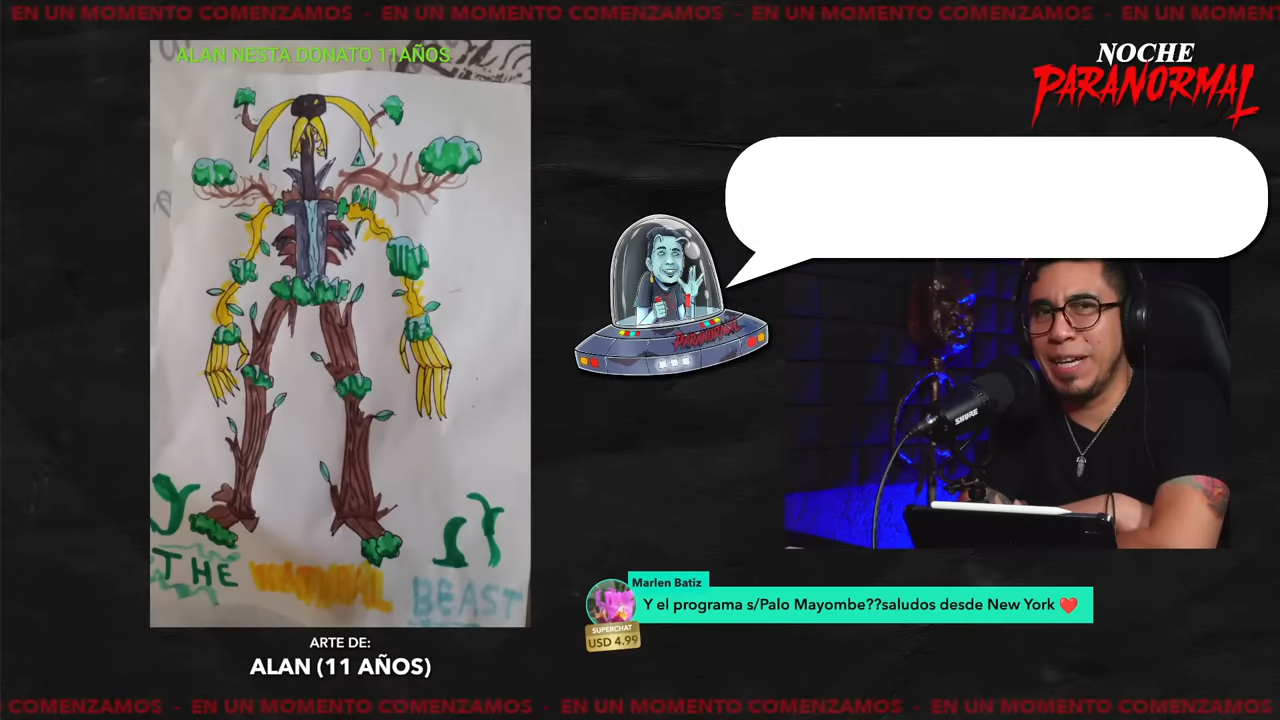 EN UN MOMENTO COMENZAMOS - EN UN MOMENTO COMENZAMOS - EN UN MOMENTO COMENZAMOS - EN UN MOMEN
ALAN NESTA DONATO 11AÑOS
NOCHE
PARANORMAL
PARANORMAL
SHURE
THE NATURAL BEAST
Marlen Batiz
Y el programa s/Palo Mayombe??saludos desde New York ❤️
SUPERCHAT
USD 4.99
ARTE DE:
ALAN (11 AÑOS)
COMENZAMOS - EN UN MOMENTO COMENZAMOS - EN UN MOMENTO COMENZAMOS - EN UN MOMENTO COMENZAMOS